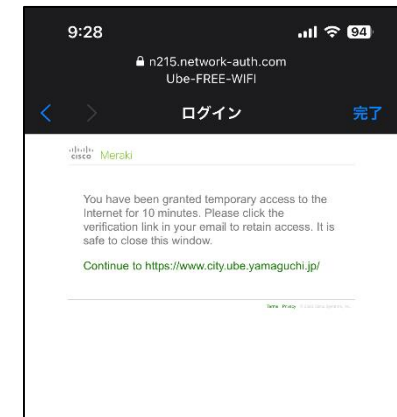 9:28
94
n215.network-auth.com
Ube-FREE-WIFI
ログイン
完了
cisco Meraki
You have been granted temporary access to the
Internet for 10 minutes. Please click the
verification link in your email to retain access. It is
safe to close this window.
Continue to https://www.city.ube.yamaguchi.jp/
Terms Privacy